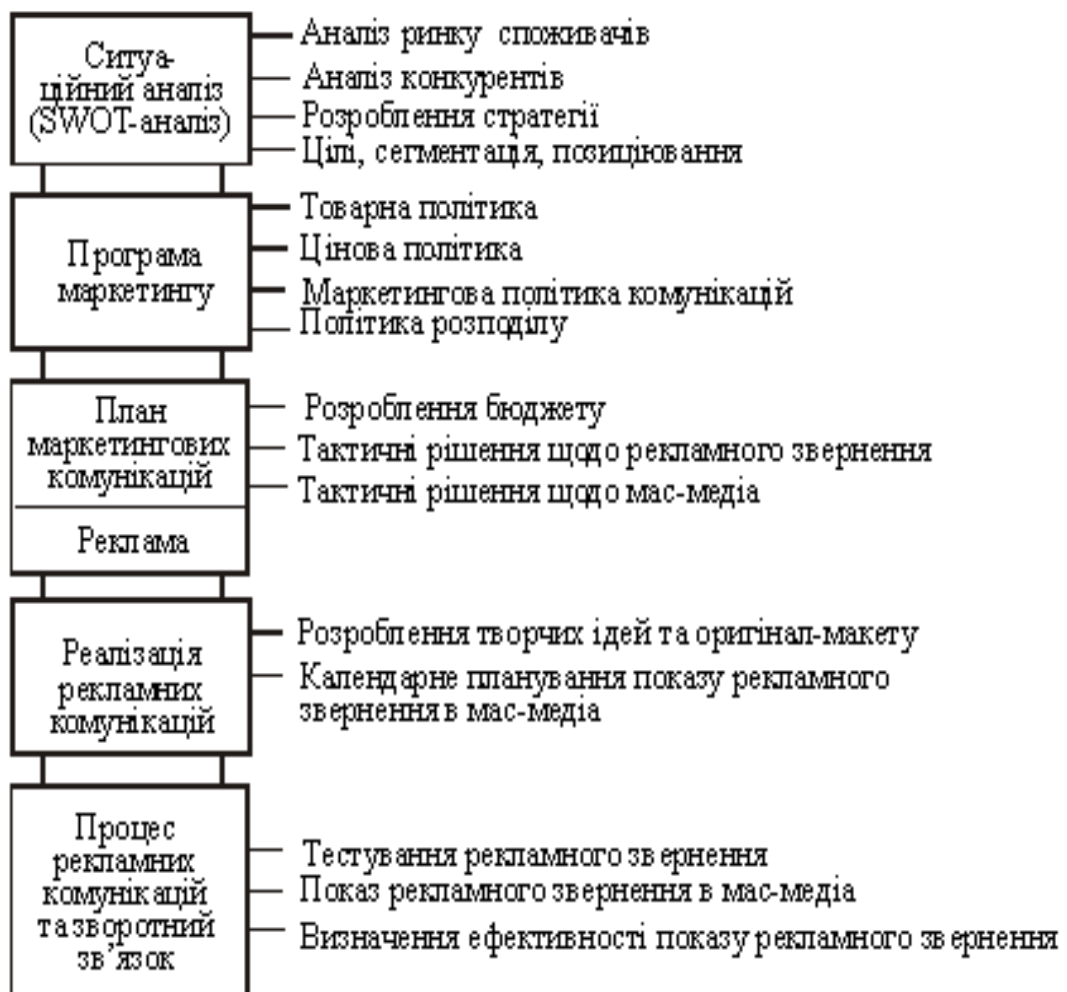 Ситуа-
ційний аналіз
(SWOT-аналіз)
Аналіз ринку споживачів
Аналіз конкурентів
Розроблення стратегії
Цілі, сегментація, позиціювання
Програма
маркетингу
Товарна політика
Цінова політика
Маркетингова політика комунікацій
Політика розподілу
План
маркетингових
комунікацій
Реклама
Розроблення бюджету
Тактичні рішення щодо рекламного звернення
Тактичні рішення щодо мас-медіа
Реалізація
рекламних
комунікацій
Розроблення творчих ідей та оригінал-макету
Календарне планування показу рекламного
звернення в мас-медіа
Процес
рекламних
комунікацій
та зворотний
зв’язок
Тестування рекламного звернення
Показ рекламного звернення в мас-медіа
Визначення ефективності показу рекламного звернення